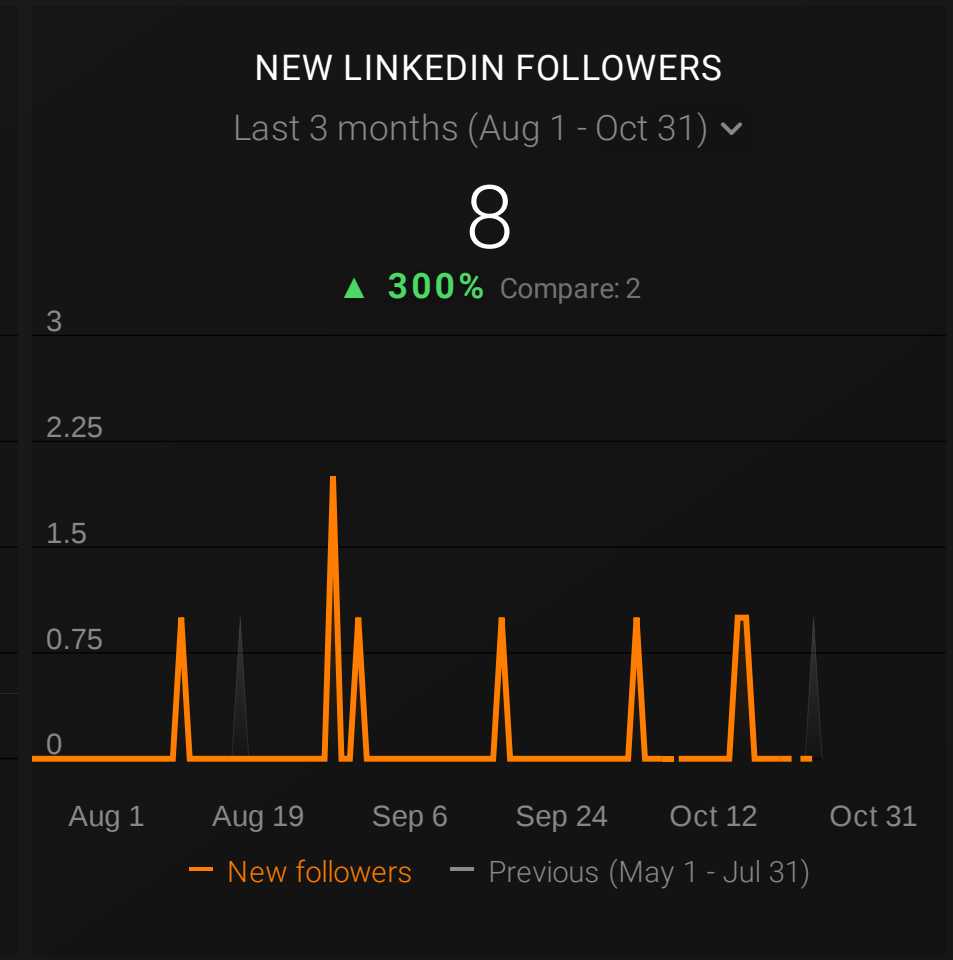 NEW LINKEDIN FOLLOWERS
Last 3 months (Aug 1 - Oct 31)
8
▲ 300% Compare: 2
3
2.25
1.5
0.75
0
Aug 1 Aug 19 Sep 6 Sep 24 Oct 12 Oct 31
New followers Previous (May 1 - Jul 31)